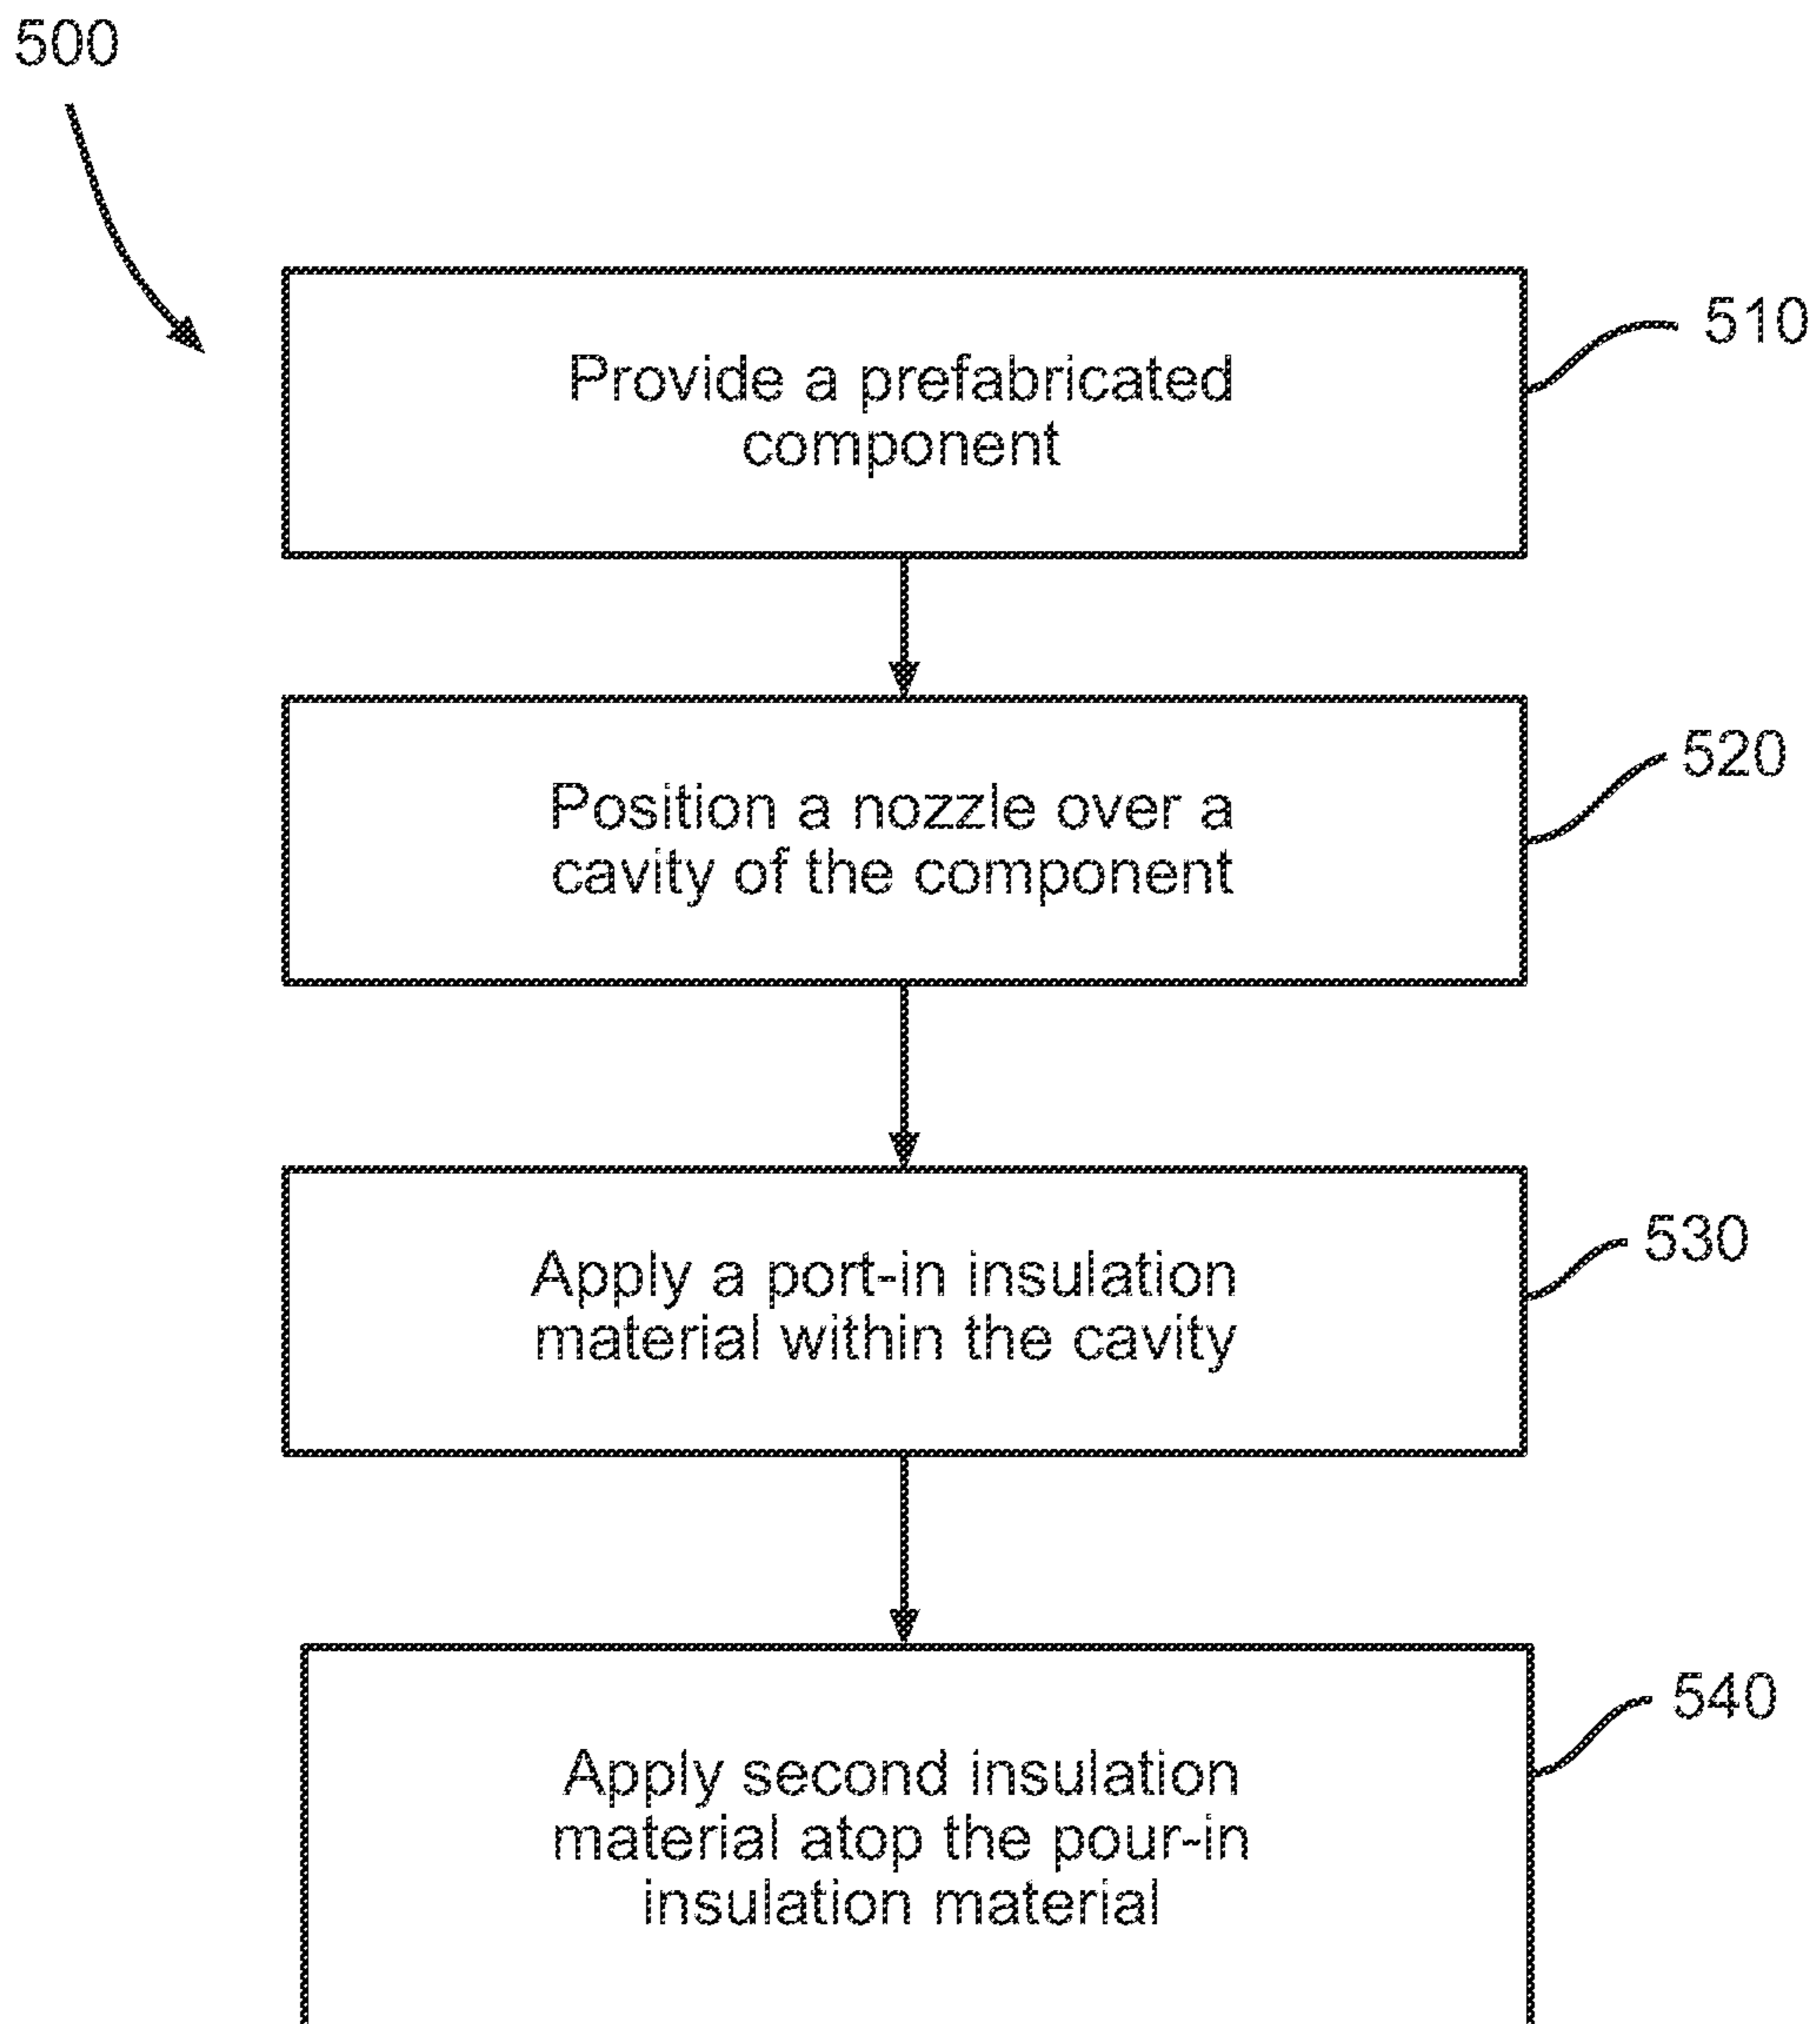 500
Provide a prefabricated
component
510
Position a nozzle over a
cavity of the component
520
Apply a port-in insulation
material within the cavity
530
Apply second insulation
material atop the pour-in
insulation material
540